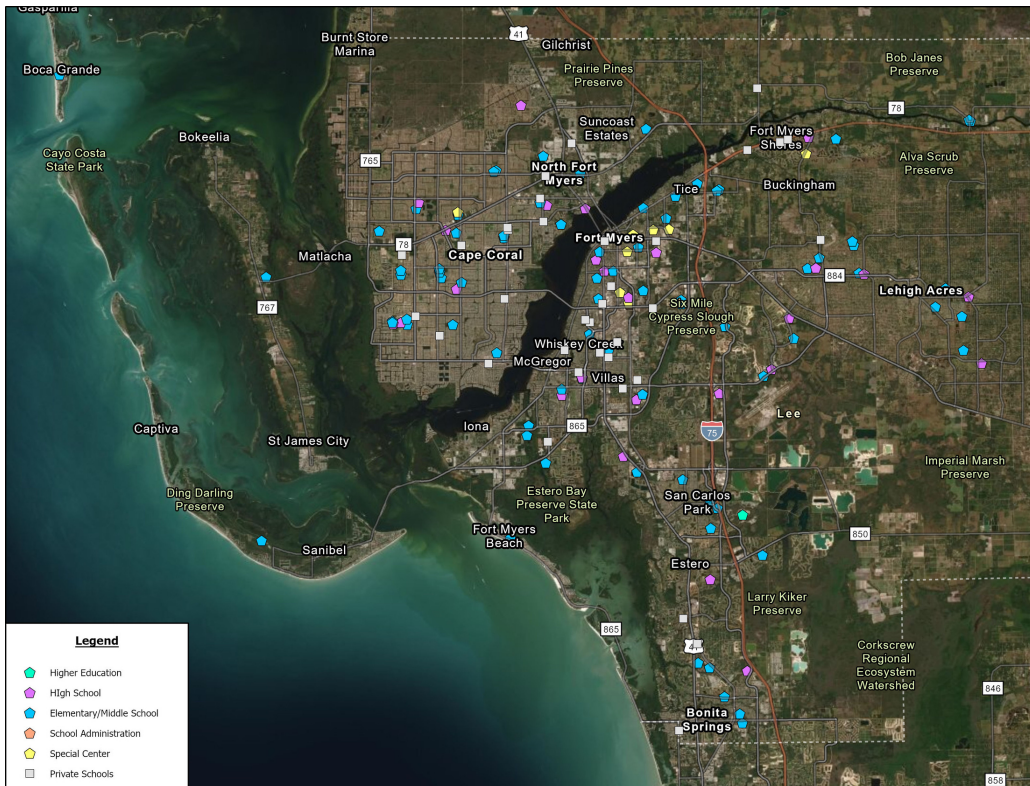 Gasparilla
Burnt Store
Marina
41
Gilchrist
Boca Grande
Prairie Pines
Preserve
Bob Janes
Preserve
78
Suncoast
Estates
Fort Myers
Shores
Bokeelia
Cayo Costa
State Park
765
North Fort
Myers
Alva Scrub
Preserve
Tice
Buckingham
Matlacha
78
Cape Coral
Fort Myers
884
Lehigh Acres
767
Six Mile
Cypress Slough
Preserve
Whiskey Creek
McGregor
Villas
Captiva
St James City
Iona
865
Lee
75
Imperial Marsh
Preserve
Ding Darling
Preserve
Estero Bay
Preserve State
Park
San Carlos
Park
Sanibel
Fort Myers
Beach
850
Estero
Larry Kiker
Preserve
865
41
Corkscrew
Regional
Ecosystem
Watershed
846
Bonita
Springs
858
Legend
Higher Education
HIgh School
Elementary/Middle School
School Administration
Special Center
Private Schools